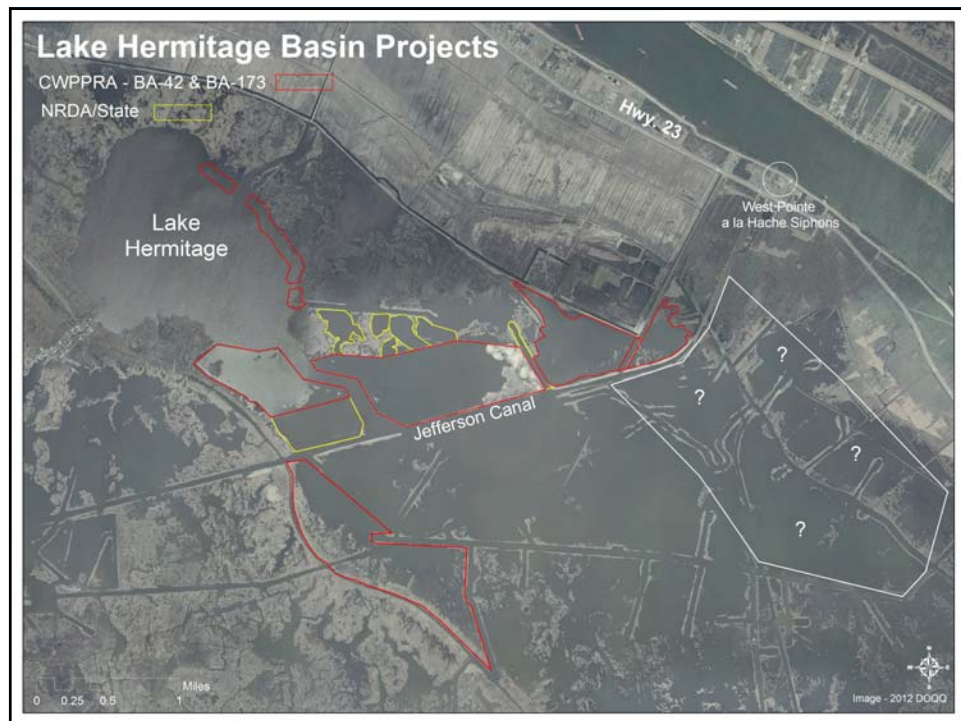 Lake Hermitage Basin Projects
CWPPRA - BA-42 & BA-173
NRDA/State
Hwy. 23
West Pointe
a la Hache Siphons
Lake
Hermitage
?
?
?
?
Jefferson Canal
Miles
0 0.25 0.5 1
Image - 2012 DOQQ
N
W E
S